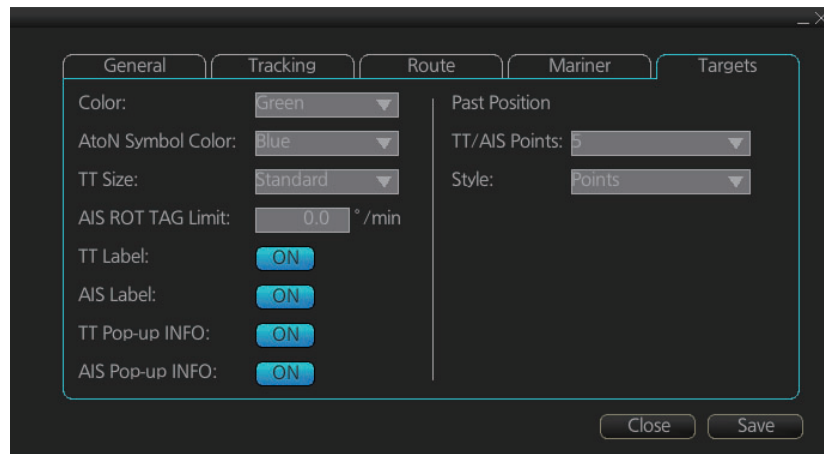 General Tracking Route Mariner Targets
Color: Green
AtoN Symbol Color: Blue
TT Size: Standard
AIS ROT TAG Limit: 0.0 °/min
TT Label: ON
AIS Label: ON
TT Pop-up INFO: ON
AIS Pop-up INFO: ON
Past Position
TT/AIS Points: 5
Style: Points
Close Save